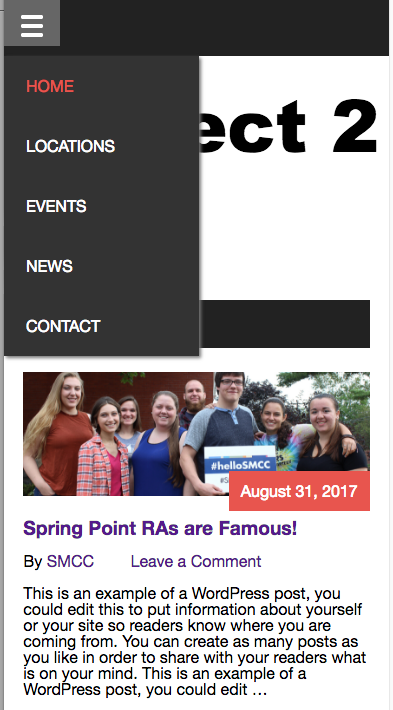 HOME
ect 2
LOCATIONS
EVENTS
NEWS
CONTACT
#helloSMCC
August 31, 2017
Spring Point RAs are Famous!
By SMCC Leave a Comment
This is an example of a WordPress post, you
could edit this to put information about yourself
or your site so readers know where you are
coming from. You can create as many posts as
you like in order to share with your readers what
is on your mind. This is an example of a
WordPress post, you could edit …